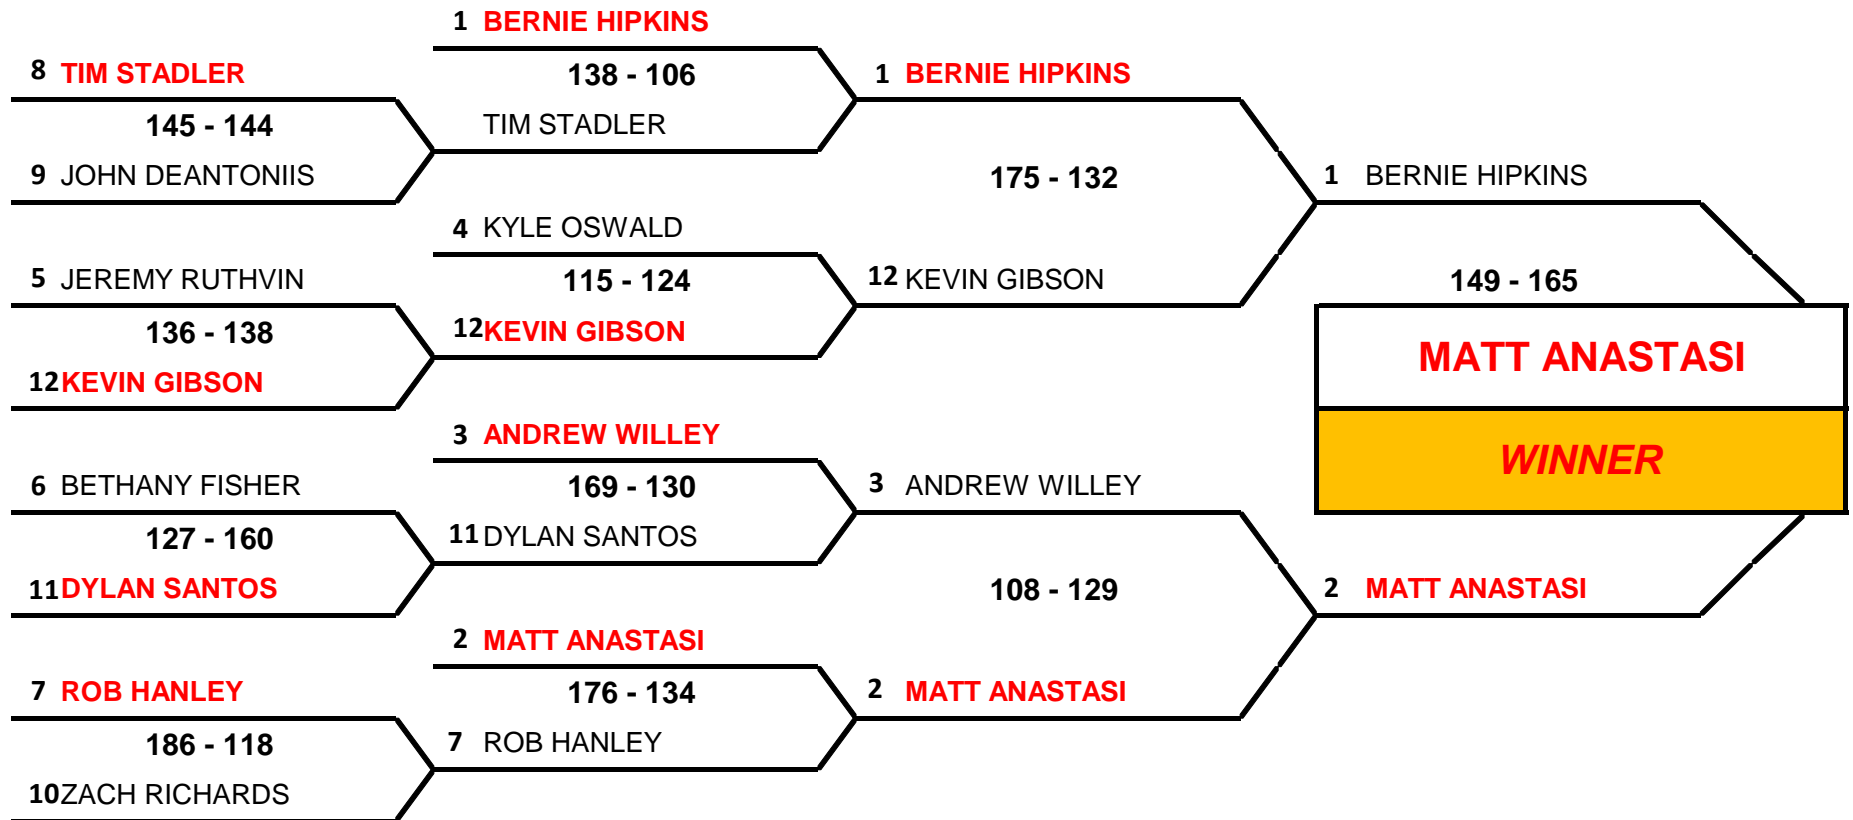 1 BERNIE HIPKINS
8 TIM STADLER
138 - 106
1 BERNIE HIPKINS
145 - 144
TIM STADLER
9 JOHN DEANTONIIS
175 - 132
1 BERNIE HIPKINS
4 KYLE OSWALD
5 JEREMY RUTHVIN
115 - 124
12 KEVIN GIBSON
149 - 165
136 - 138
12 KEVIN GIBSON
MATT ANASTASI
12 KEVIN GIBSON
3 ANDREW WILLEY
WINNER
6 BETHANY FISHER
169 - 130
3 ANDREW WILLEY
127 - 160
11 DYLAN SANTOS
11 DYLAN SANTOS
108 - 129
2 MATT ANASTASI
2 MATT ANASTASI
7 ROB HANLEY
176 - 134
2 MATT ANASTASI
186 - 118
7 ROB HANLEY
10 ZACH RICHARDS